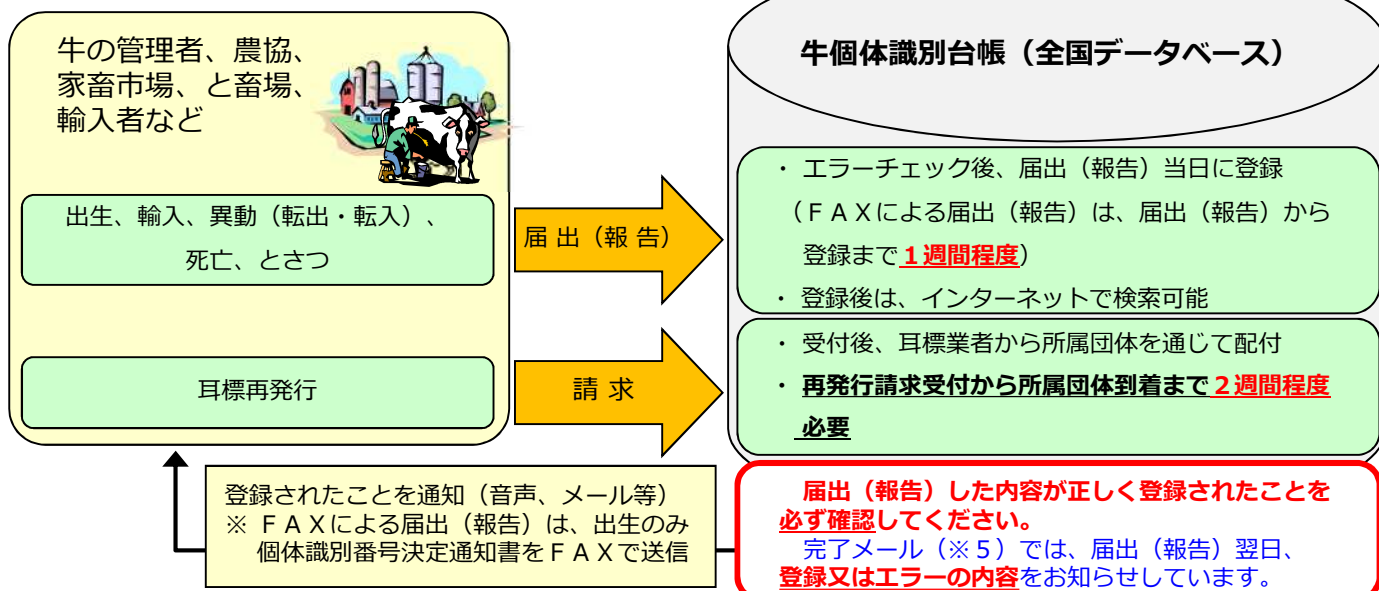 牛の管理者、農協、
家畜市場、と畜場、
輸入者など
出生、輸入、異動（転出・転入）、
死亡、とさつ
耳標再発行
届 出（報 告）
請 求
牛個体識別台帳（全国データベース）
・ エラーチェック後、届出（報告）当日に登録
（ＦＡＸによる届出（報告）は、届出（報告）から
登録まで１週間程度）
・ 登録後は、インターネットで検索可能
・ 受付後、耳標業者から所属団体を通じて配付
・ 再発行請求受付から所属団体到着まで２週間程度
必要
登録されたことを通知（音声、メール等）
※ ＦＡＸによる届出（報告）は、出生のみ
個体識別番号決定通知書をＦＡＸで送信
届出（報告）した内容が正しく登録されたことを
必ず確認してください。
完了メール（※５）では、届出（報告）翌日、
登録又はエラーの内容をお知らせしています。